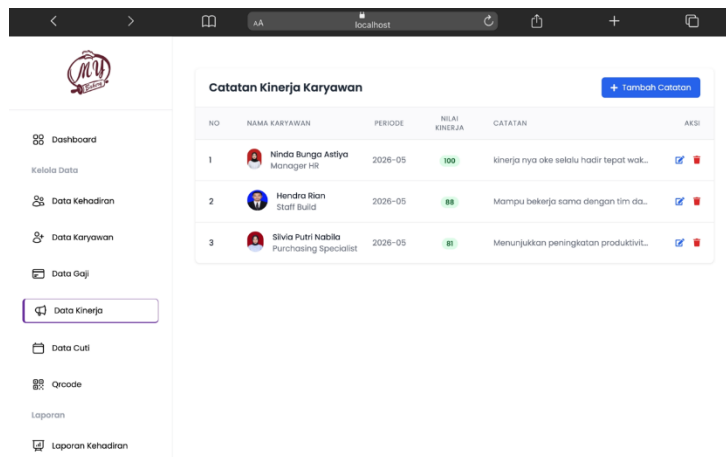 AA
localhost
MY
Baking
Dashboard
Kelola Data
Data Kehadiran
Data Karyawan
Data Gaji
Data Kinerja
Data Cuti
Qrcode
Laporan
Laporan Kehadiran
Catatan Kinerja Karyawan
+ Tambah Catatan
NO NAMA KARYAWAN PERIODE NILAI KINERJA CATATAN AKSI
1 Ninda Bunga Astiya 2026-05 100 kinerja nya oke selalu hadir tepat wak...
Manager HR
2 Hendra Rian 2026-05 88 Mampu bekerja sama dengan tim da...
Staff Build
3 Silvia Putri Nabila 2026-05 81 Menunjukkan peningkatan produktivit...
Purchasing Specialist